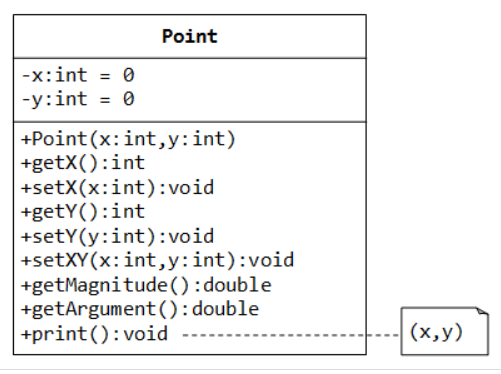 Point
-x:int = 0
-y:int = 0
+Point(x:int,y:int)
+getX():int
+setX(x:int):void
+getY():int
+setY(y:int):void
+setXY(x:int,y:int):void
+getMagnitude():double
+getArgument():double
+print():void
(x,y)